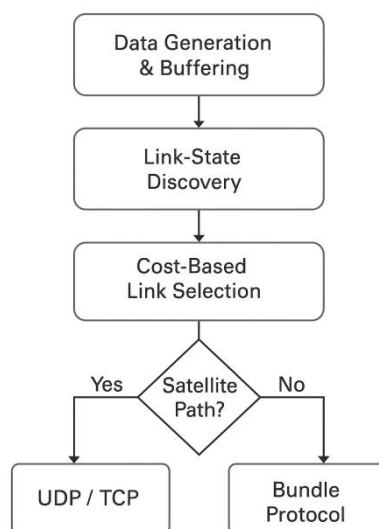 Data Generation
& Buffering
Link-State
Discovery
Cost-Based
Link Selection
Yes
Satellite
Path?
No
UDP / TCP
Bundle
Protocol